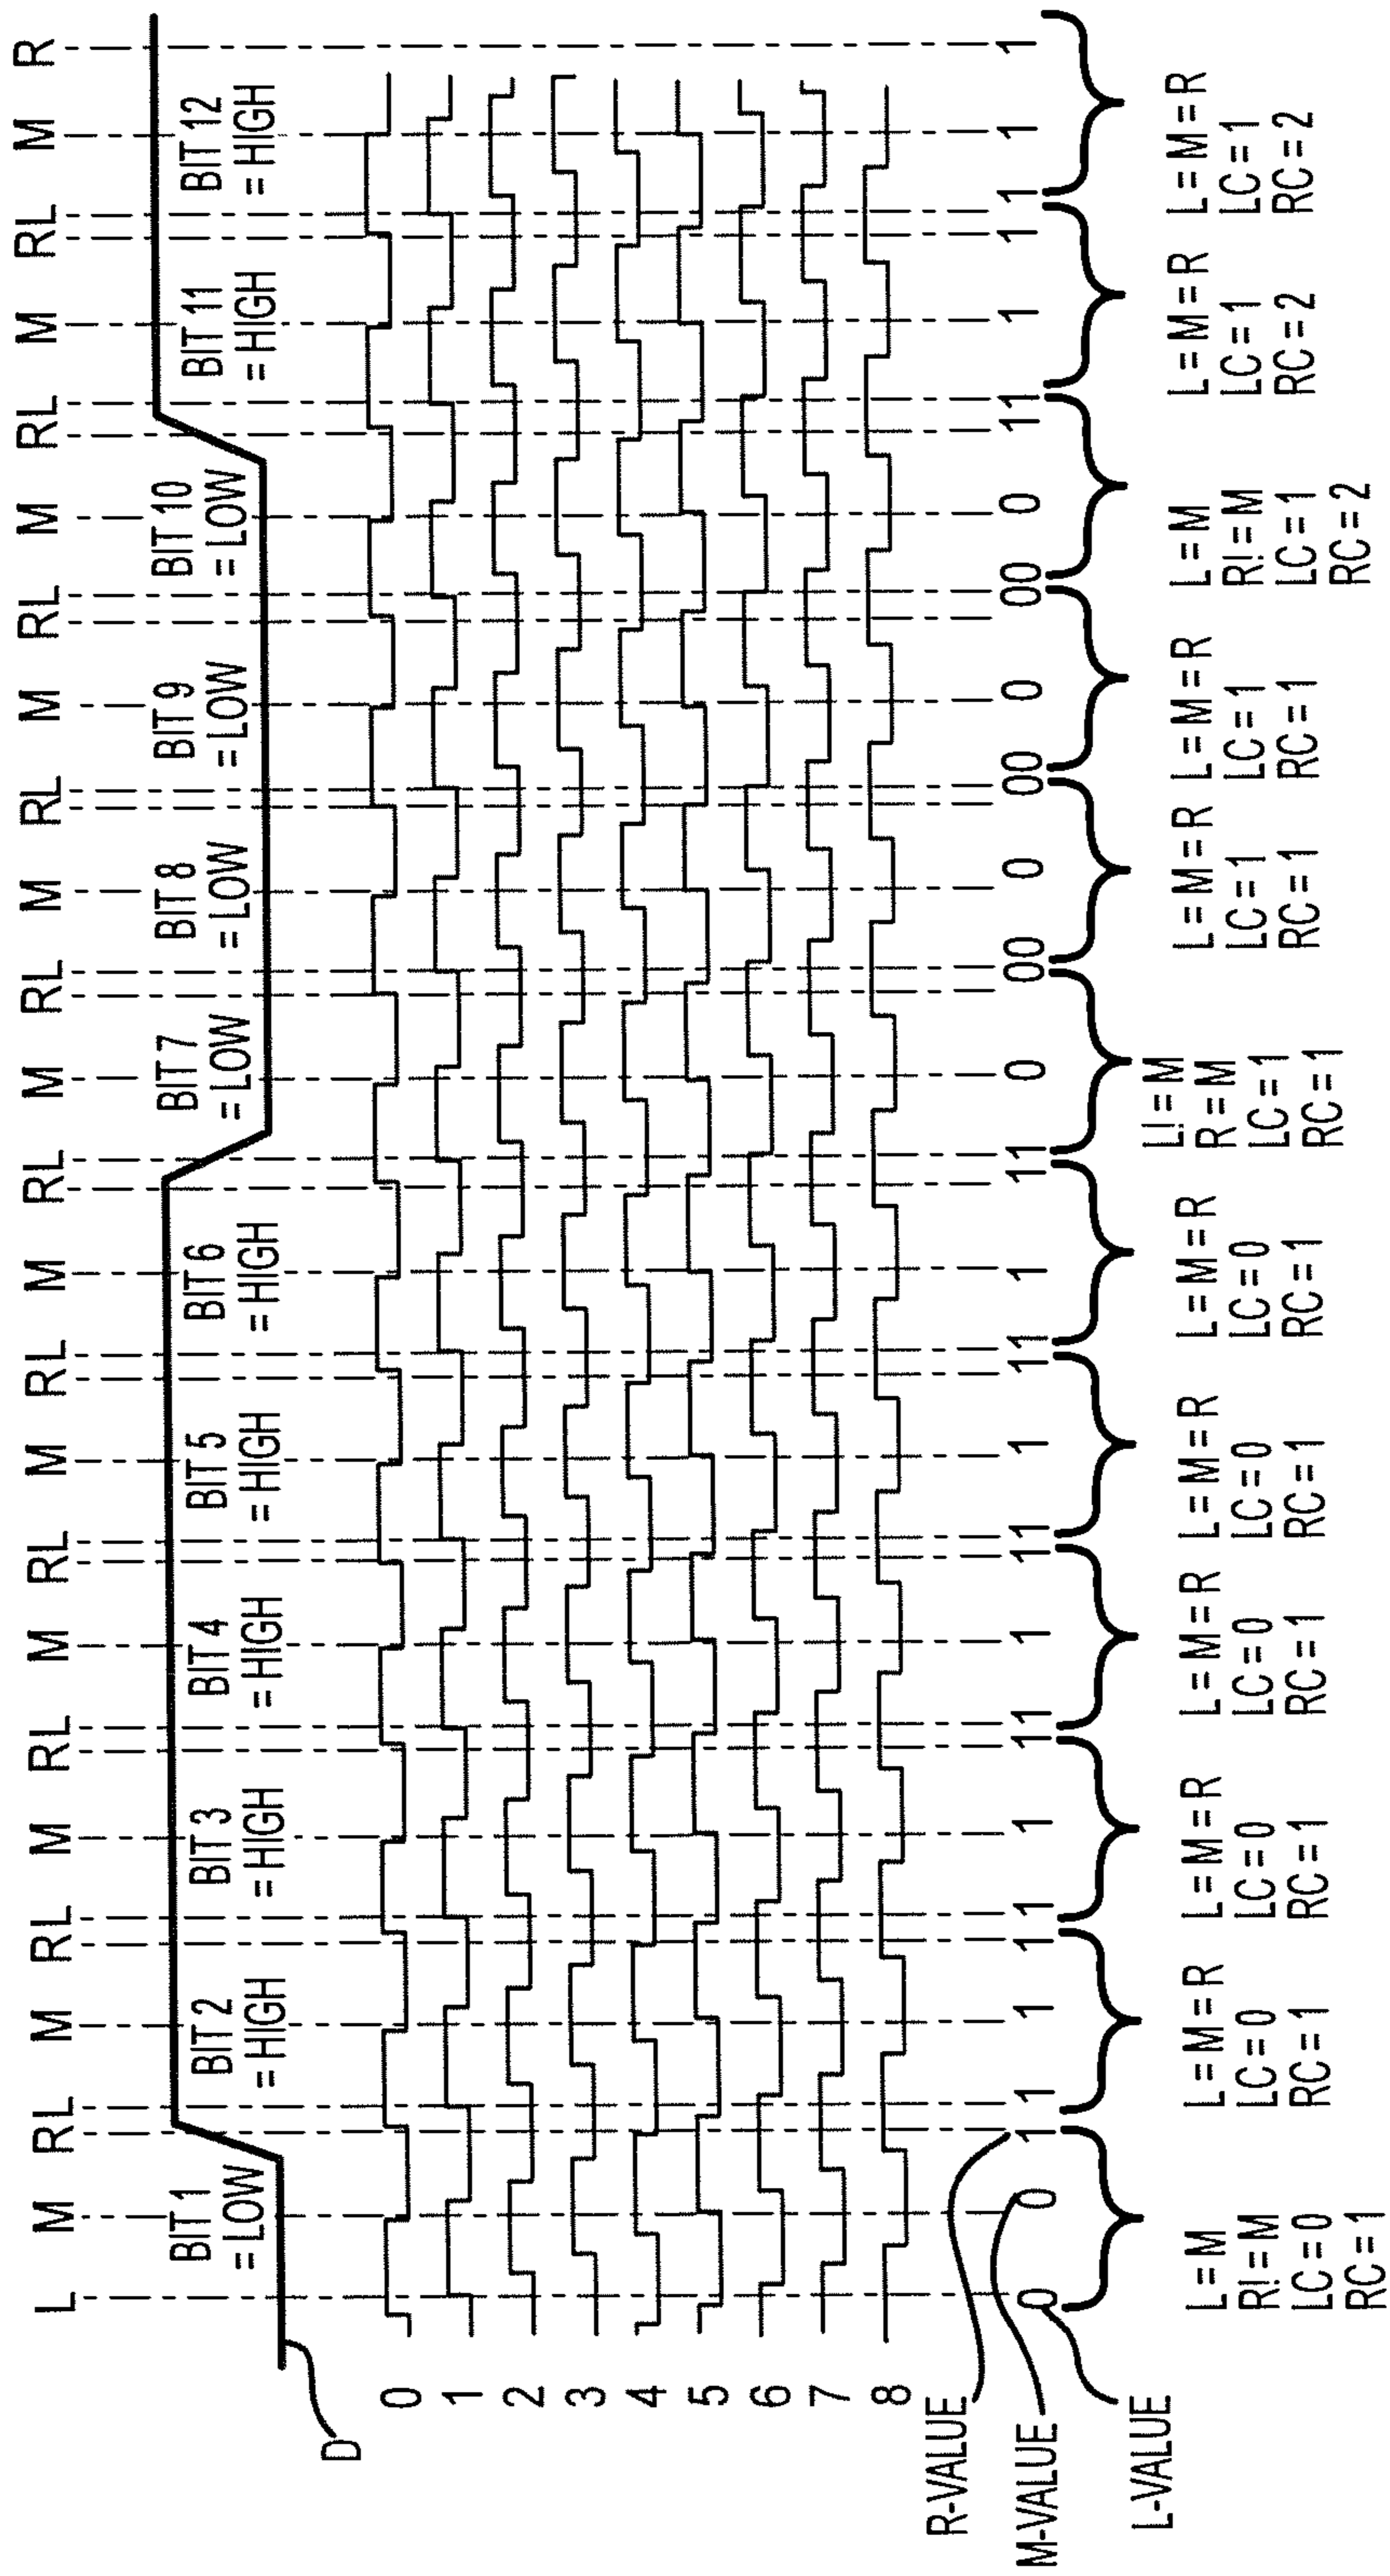 L M RL M RL M RL M RL M RL M RL M RL M RL M RL M RL M RL M R
BIT 1
= LOW
BIT 2
= HIGH
BIT 3
= HIGH
BIT 4
= HIGH
BIT 5
= HIGH
BIT 6
= HIGH
BIT 7
= LOW
BIT 8
= LOW
BIT 9
= LOW
BIT 10
= LOW
BIT 11
= HIGH
BIT 12
= HIGH
D
0
1
2
3
4
5
6
7
8
R-VALUE
M-VALUE
L-VALUE
0 0 1 1 1 1 1 1 1 1 1 1 1 1 1 1 1 1 1 0 0 0 0 0 0 0 0 0 0 1 1 1 1 1 1 1
L = M
R! = M
LC = 0
RC = 1
L = M = R
LC = 0
RC = 1
L = M = R
LC = 0
RC = 1
L = M = R
LC = 0
RC = 1
L = M = R
LC = 0
RC = 1
L = M = R
LC = 0
RC = 1
L! = M
R = M
LC = 1
RC = 1
L = M = R
LC = 1
RC = 1
L = M = R
LC = 1
RC = 1
L = M
R! = M
LC = 1
RC = 2
L = M = R
LC = 1
RC = 2
L = M = R
LC = 1
RC = 2